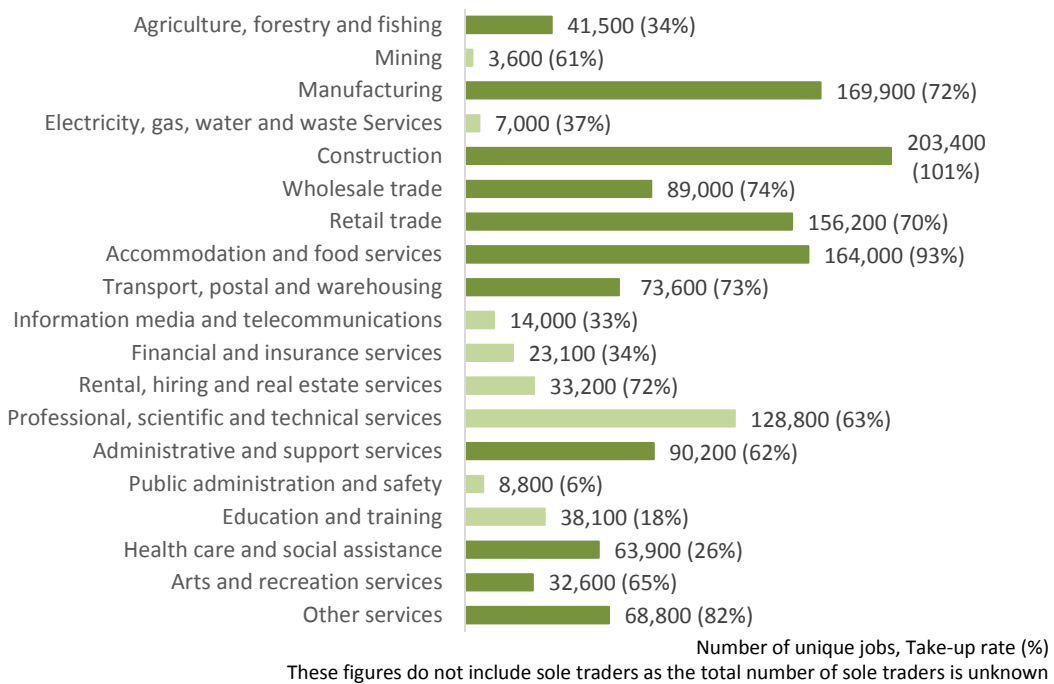 Agriculture, forestry and fishing 41,500 (34%)
Mining 3,600 (61%)
Manufacturing 169,900 (72%)
Electricity, gas, water and waste Services 7,000 (37%)
Construction 203,400 (101%)
Wholesale trade 89,000 (74%)
Retail trade 156,200 (70%)
Accommodation and food services 164,000 (93%)
Transport, postal and warehousing 73,600 (73%)
Information media and telecommunications 14,000 (33%)
Financial and insurance services 23,100 (34%)
Rental, hiring and real estate services 33,200 (72%)
Professional, scientific and technical services 128,800 (63%)
Administrative and support services 90,200 (62%)
Public administration and safety 8,800 (6%)
Education and training 38,100 (18%)
Health care and social assistance 63,900 (26%)
Arts and recreation services 32,600 (65%)
Other services 68,800 (82%)
Number of unique jobs, Take-up rate (%)
These figures do not include sole traders as the total number of sole traders is unknown